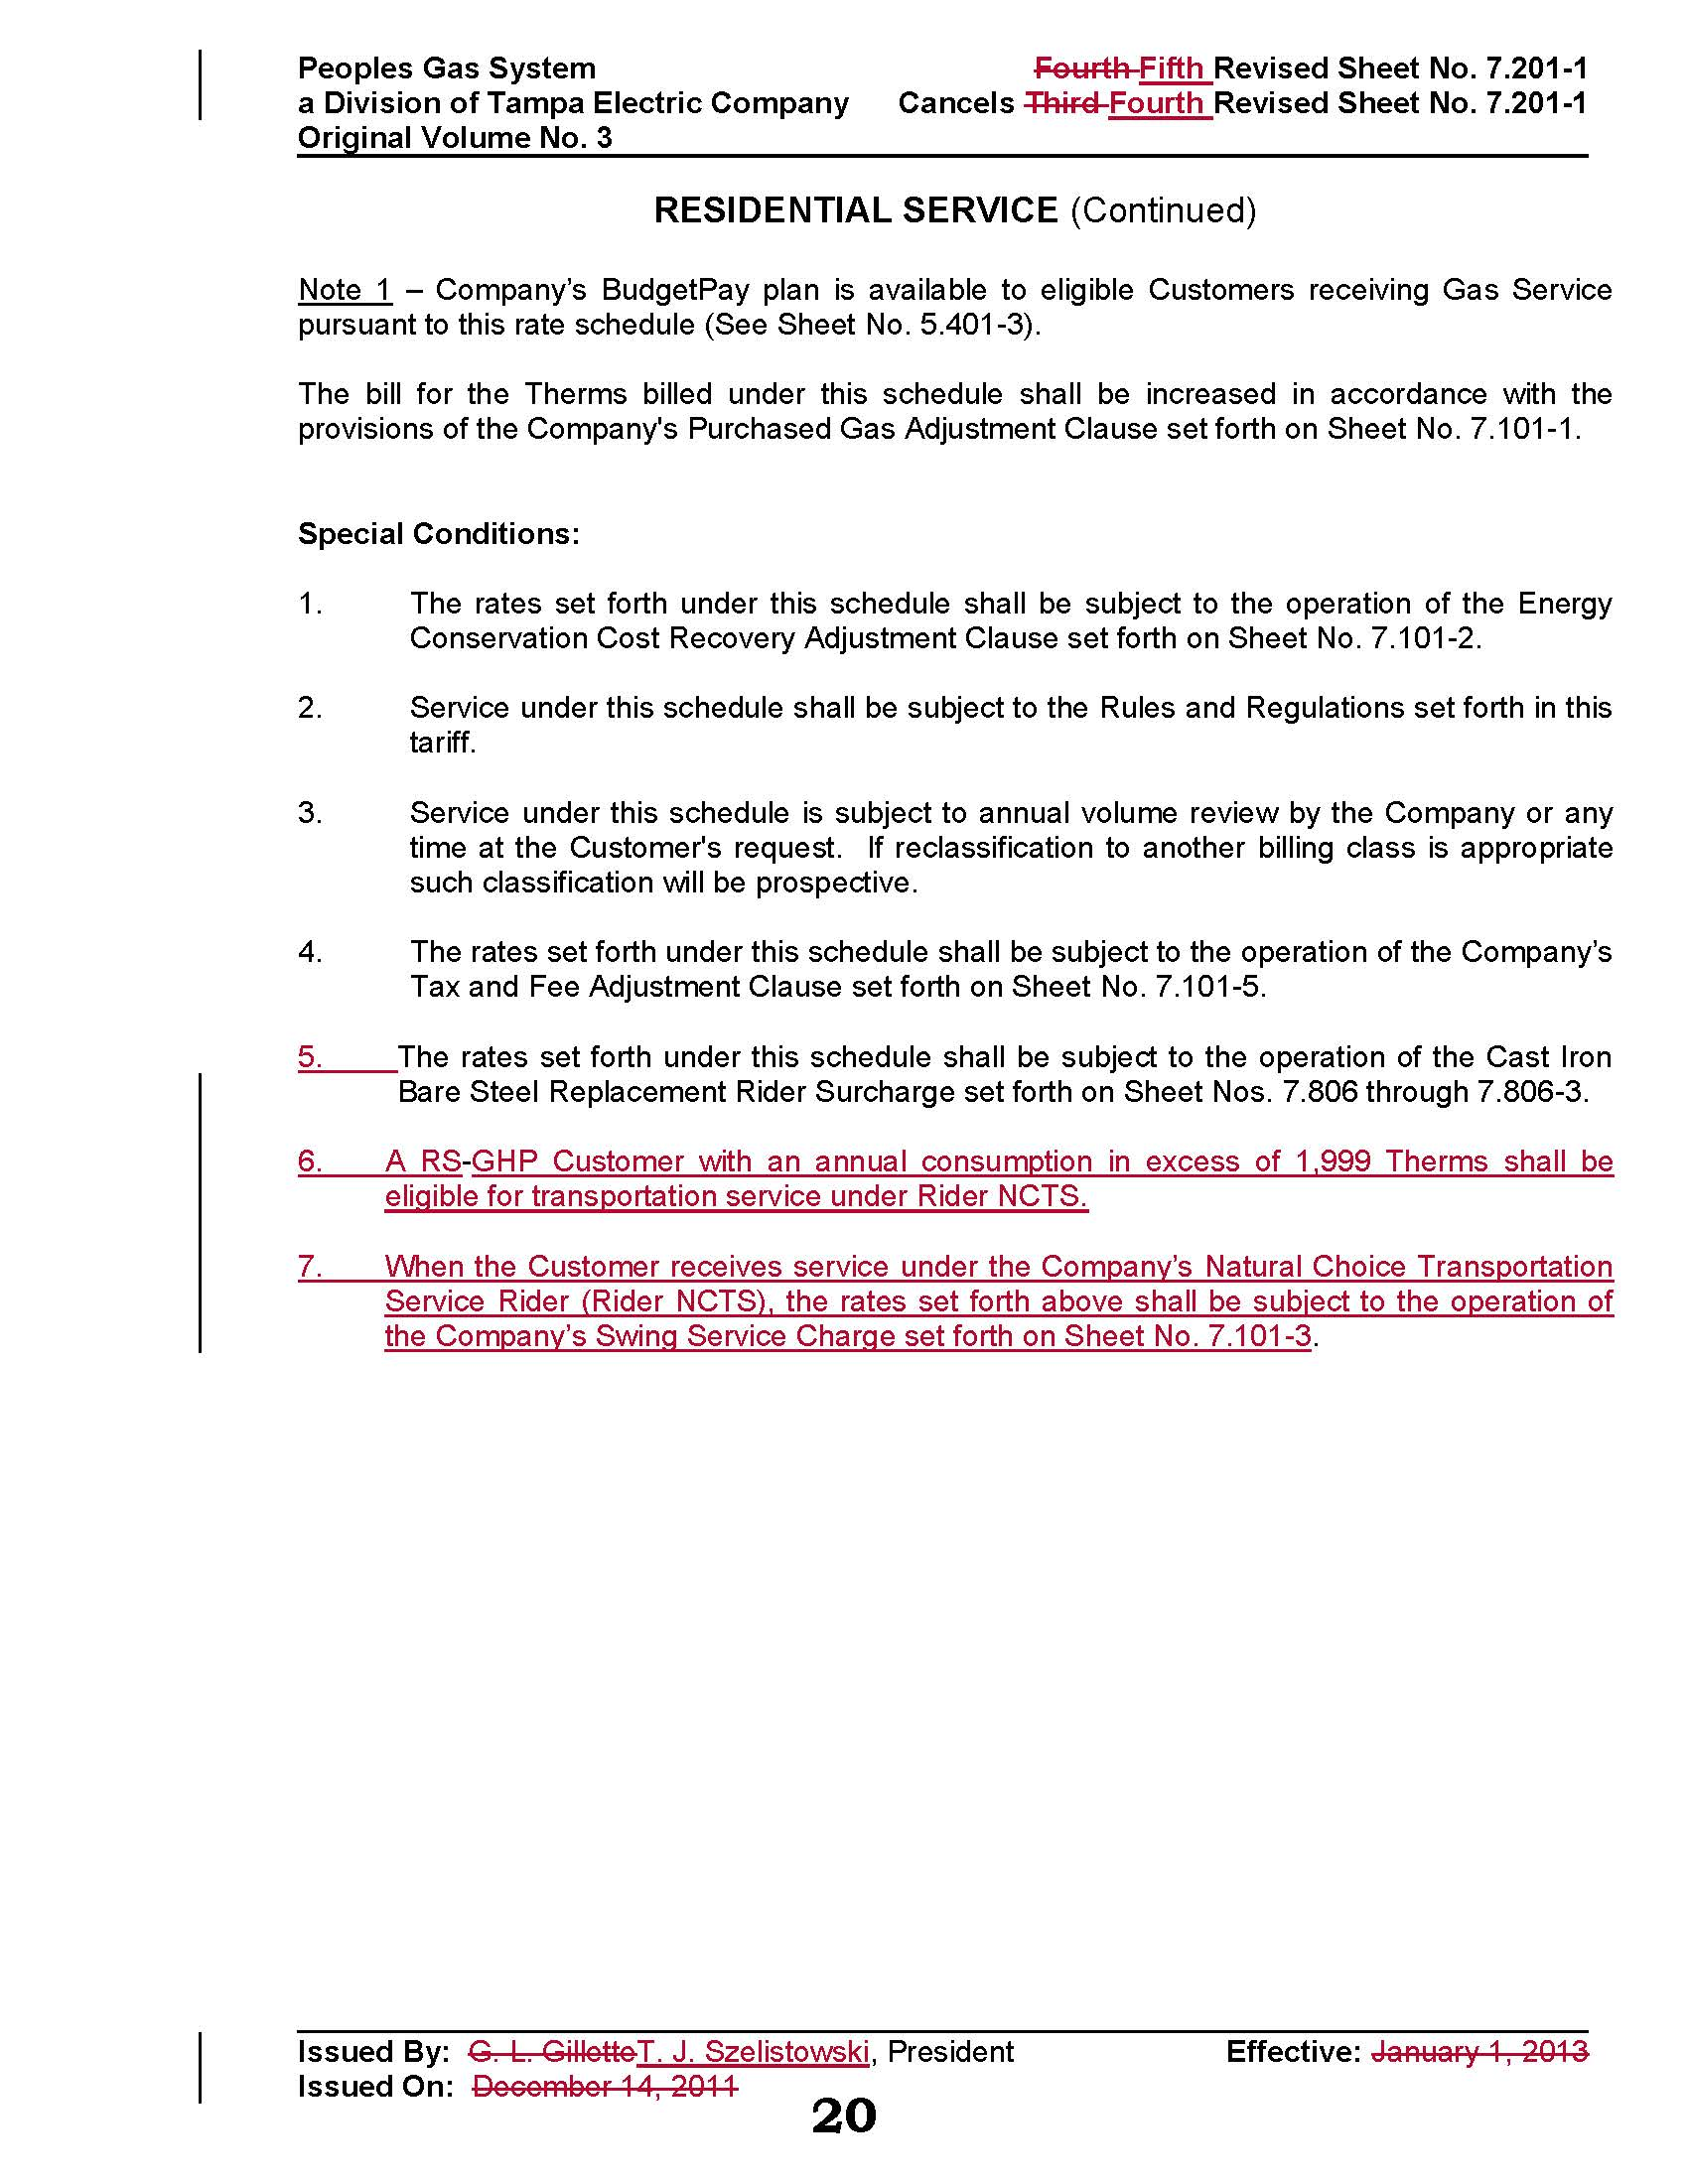 Peoples Gas System Fourth Fifth Revised Sheet No. 7.201-1
a Division of Tampa Electric Company Cancels Third Fourth Revised Sheet No. 7.201-1
Original Volume No. 3
RESIDENTIAL SERVICE (Continued)
Note 1 – Company’s BudgetPay plan is available to eligible Customers receiving Gas Service
pursuant to this rate schedule (See Sheet No. 5.401-3).
The bill for the Therms billed under this schedule shall be increased in accordance with the
provisions of the Company's Purchased Gas Adjustment Clause set forth on Sheet No. 7.101-1.
Special Conditions:
1. The rates set forth under this schedule shall be subject to the operation of the Energy
Conservation Cost Recovery Adjustment Clause set forth on Sheet No. 7.101-2.
2. Service under this schedule shall be subject to the Rules and Regulations set forth in this
tariff.
3. Service under this schedule is subject to annual volume review by the Company or any
time at the Customer's request. If reclassification to another billing class is appropriate
such classification will be prospective.
4. The rates set forth under this schedule shall be subject to the operation of the Company’s
Tax and Fee Adjustment Clause set forth on Sheet No. 7.101-5.
5. The rates set forth under this schedule shall be subject to the operation of the Cast Iron
Bare Steel Replacement Rider Surcharge set forth on Sheet Nos. 7.806 through 7.806-3.
6. A RS-GHP Customer with an annual consumption in excess of 1,999 Therms shall be
eligible for transportation service under Rider NCTS.
7. When the Customer receives service under the Company’s Natural Choice Transportation
Service Rider (Rider NCTS), the rates set forth above shall be subject to the operation of
the Company’s Swing Service Charge set forth on Sheet No. 7.101-3.
Issued By: G. L. GilletteT. J. Szelistowski, President Effective: January 1, 2013
Issued On: December 14, 2011
20